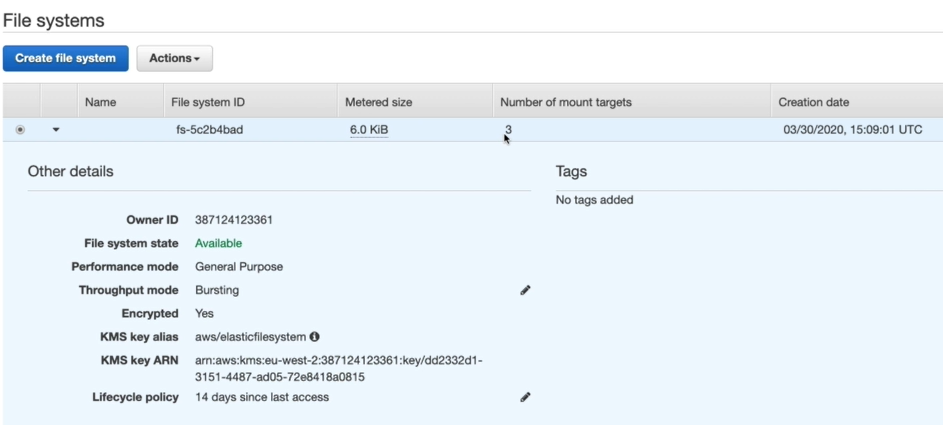 File systems
Create file system Actions
Name File system ID Metered size Number of mount targets Creation date
fs-5c2b4bad 6.0 KiB 3 03/30/2020, 15:09:01 UTC
Other details Tags
No tags added
Owner ID 387124123361
File system state Available
Performance mode General Purpose
Throughput mode Bursting
Encrypted Yes
KMS key alias aws/elasticfilesystem
KMS key ARN arn:aws:kms:eu-west-2:387124123361:key/dd2332d1-
3151-4487-ad05-72e8418a0815
Lifecycle policy 14 days since last access